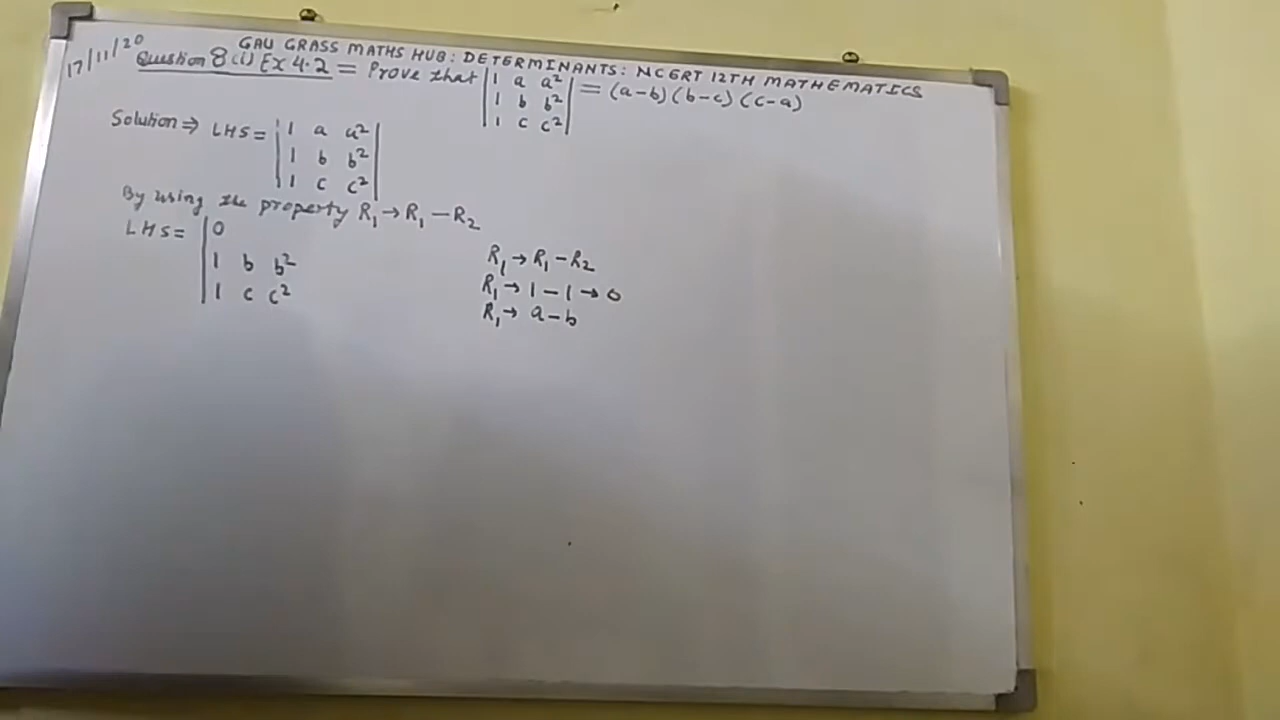 17/11/20
GAU GRASS MATHS HUB: DETERMINANTS: NCERT 12TH MATHEMATICS
Question 8(i) Ex 4.2 = Prove that | 1 a a² | = (a-b)(b-c)(c-a)
| 1 b b² |
| 1 c c² |
Solution ⇒ LHS = | 1 a a² |
| 1 b b² |
| 1 c c² |
By using the property R₁ → R₁ − R₂
LHS = | 0
| 1 b b²
| 1 c c²
R₁ → R₁ − R₂
R₁ → 1 − 1 → 0
R₁ → a − b